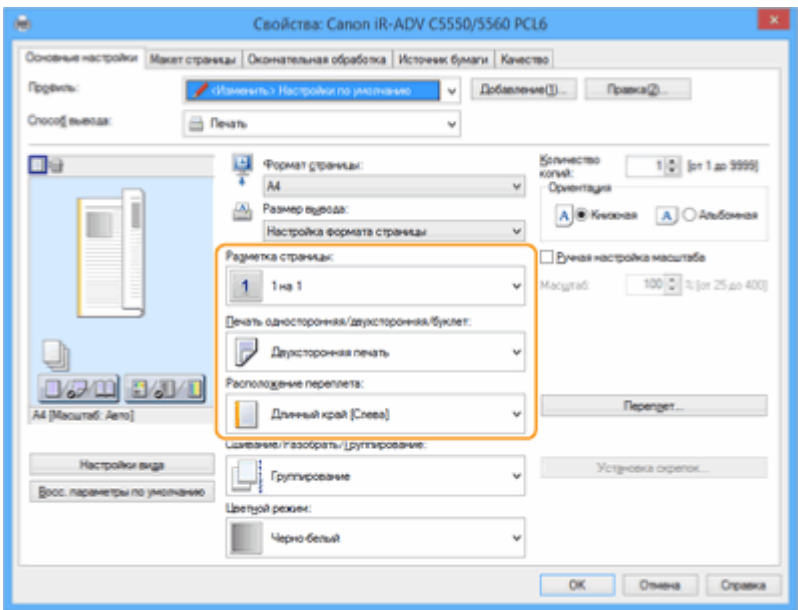 Свойства: Canon iR-ADV C5550/5560 PCL6
Основные настройки Макет страницы Окончательная обработка Источник бумаги Качество
Профиль: <Изменить> Настройки по умолчанию Добавление(1)... Правка(2)...
Способ вывода: Печать
Формат страницы:
A4
Размер вывода:
Настройка формата страницы
Количество копий: 1 [от 1 до 9999]
Ориентация
A Книжная A Альбомная
Разметка страницы:
1 1 на 1
Ручная настройка масштаба
Масштаб: 100 % [от 25 до 400]
Печать односторонняя/двухсторонняя/буклет:
Двухсторонняя печать
Расположение переплета:
Длинный край [Слева]
Переплет...
A4 [Масштаб: Авто]
Сшивание/Разобрать/Группирование:
Группирование
Установка скрепок...
Настройки вида
Восс. параметры по умолчанию
Цветной режим:
Черно-белый
OK Отмена Справка